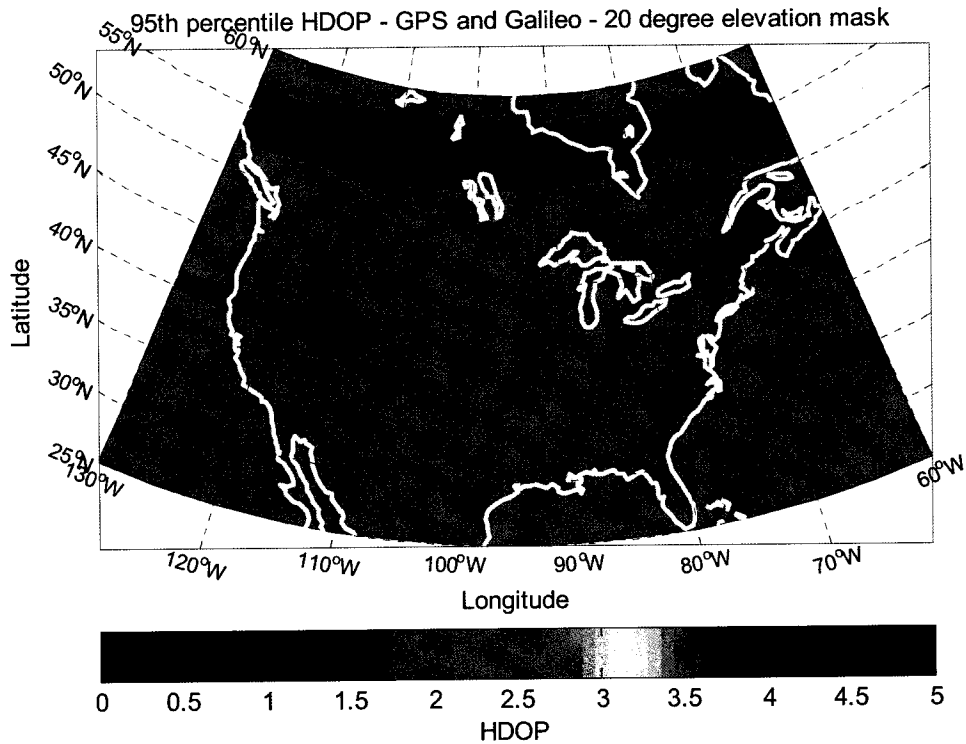 95th percentile HDOP - GPS and Galileo - 20 degree elevation mask
55°N
60°N
50°N
45°N
40°N
35°N
30°N
25°N
130°W
60°W
120°W
110°W
100°W
90°W
80°W
70°W
Latitude
Longitude
0 0.5 1 1.5 2 2.5 3 3.5 4 4.5 5
HDOP